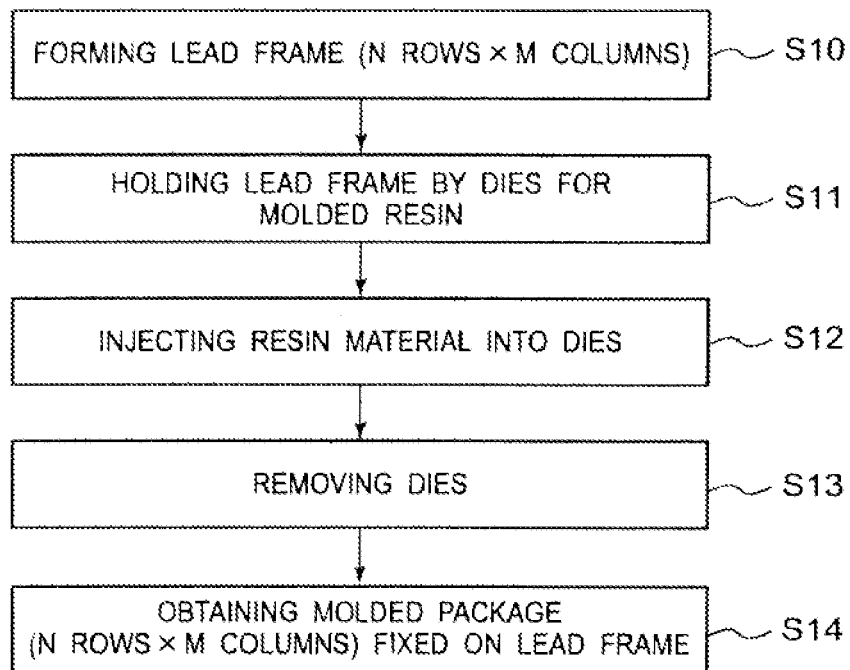 FORMING LEAD FRAME (N ROWS × M COLUMNS)
S10
HOLDING LEAD FRAME BY DIES FOR
MOLDED RESIN
S11
INJECTING RESIN MATERIAL INTO DIES
S12
REMOVING DIES
S13
OBTAINING MOLDED PACKAGE
(N ROWS × M COLUMNS) FIXED ON LEAD FRAME
S14